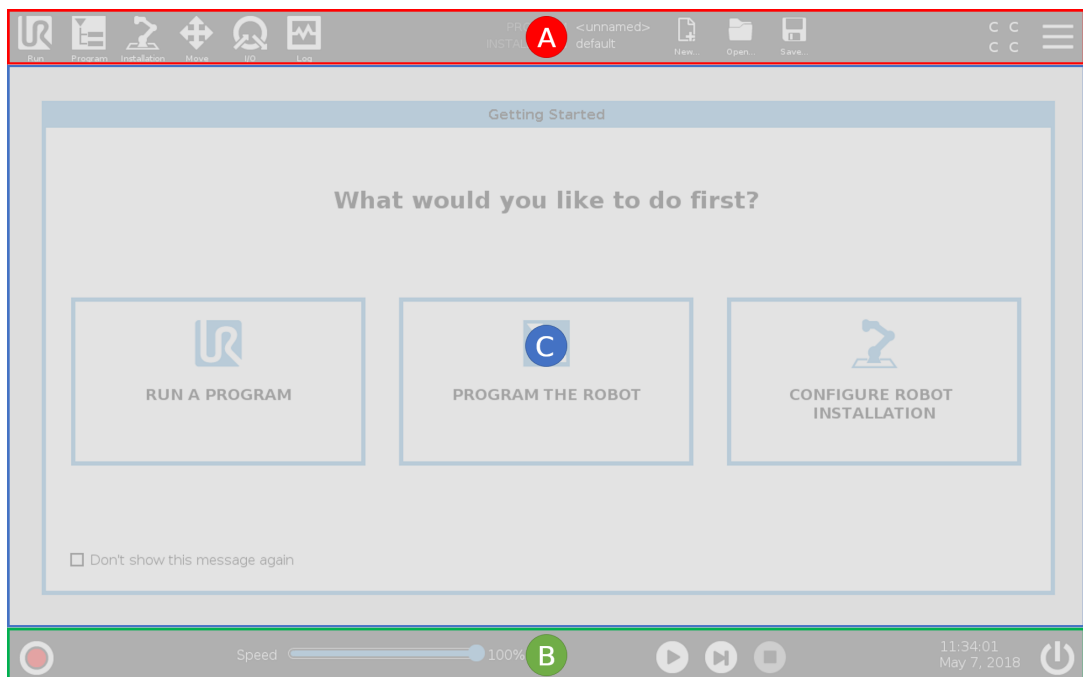 PR
<unnamed>
INSTAL
default
A
C C
C C
Run
Program
Installation
Move
I/O
Log
New...
Open...
Save...
Getting Started
What would you like to do first?
C
RUN A PROGRAM
PROGRAM THE ROBOT
CONFIGURE ROBOT
INSTALLATION
Don't show this message again
Speed
100%
B
11:34:01
May 7, 2018